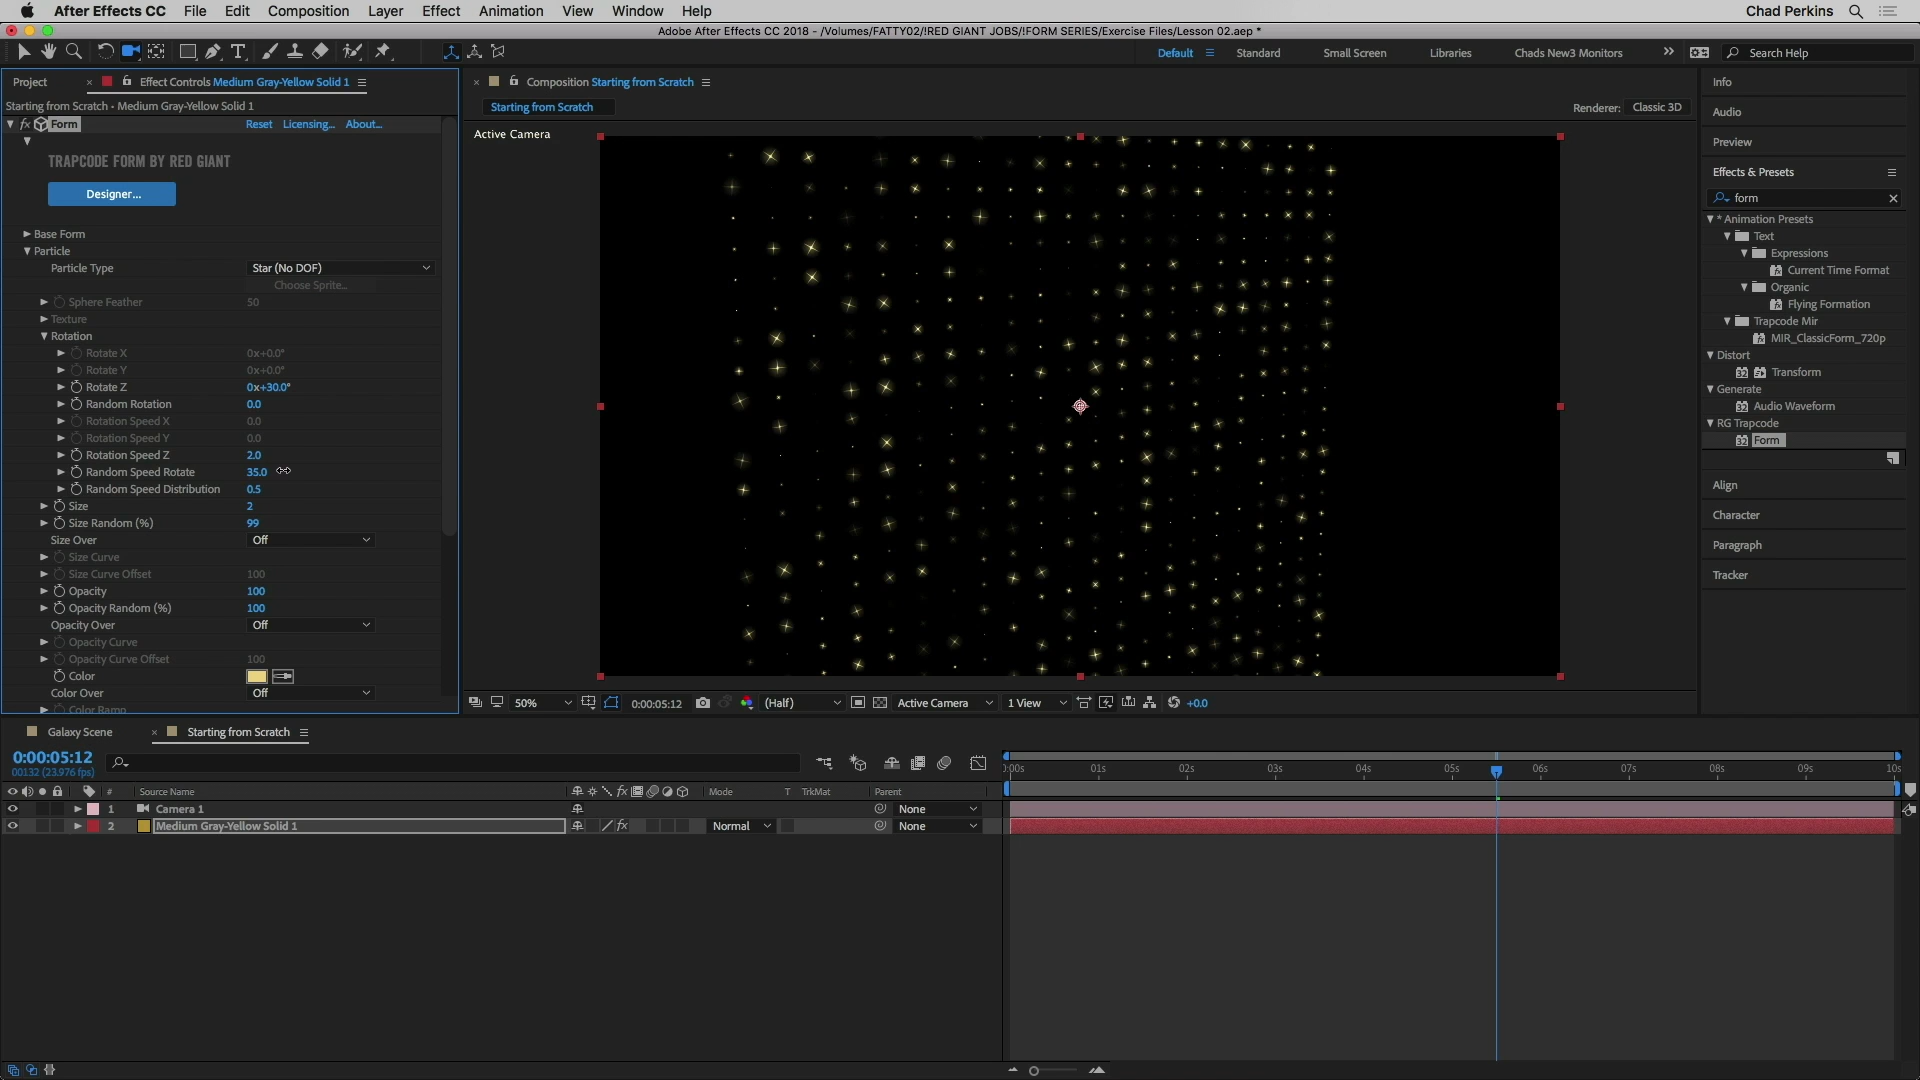 After Effects CC File Edit Composition Layer Effect Animation View Window Help Chad Perkins
Adobe After Effects CC 2018 - /Volumes/FATTY02/!RED GIANT JOBS/!FORM SERIES/Exercise Files/Lesson 02.aep *
Default Standard Small Screen Libraries Chads New3 Monitors Search Help
Project Effect Controls Medium Gray-Yellow Solid 1
Starting from Scratch • Medium Gray-Yellow Solid 1
fx Form Reset Licensing... About...
TRAPCODE FORM BY RED GIANT
Designer...
Base Form
Particle
Particle Type Star (No DOF)
Choose Sprite...
Sphere Feather 50
Texture
Rotation
Rotate X 0x+0.0°
Rotate Y 0x+0.0°
Rotate Z 0x+30.0°
Random Rotation 0.0
Rotation Speed X 0.0
Rotation Speed Y 0.0
Rotation Speed Z 2.0
Random Speed Rotate 35.0
Random Speed Distribution 0.5
Size 2
Size Random (%) 99
Size Over Off
Size Curve
Size Curve Offset 100
Opacity 100
Opacity Random (%) 100
Opacity Over Off
Opacity Curve
Opacity Curve Offset 100
Color
Color Over Off
Color Ramp
Composition Starting from Scratch
Starting from Scratch Renderer: Classic 3D
Active Camera
50% 0:00:05:12 (Half) Active Camera 1 View +0.0
Info
Audio
Preview
Effects & Presets
form
* Animation Presets
Text
Expressions
Current Time Format
Organic
Flying Formation
Trapcode Mir
MIR_ClassicForm_720p
Distort
32 Transform
Generate
32 Audio Waveform
RG Trapcode
32 Form
Align
Character
Paragraph
Tracker
Galaxy Scene Starting from Scratch
0:00:05:12
00132 (23.976 fps)
):00s 01s 02s 03s 04s 05s 06s 07s 08s 09s 10s
# Source Name fx Mode T TrkMat Parent
1 Camera 1 None
2 Medium Gray-Yellow Solid 1 fx Normal None